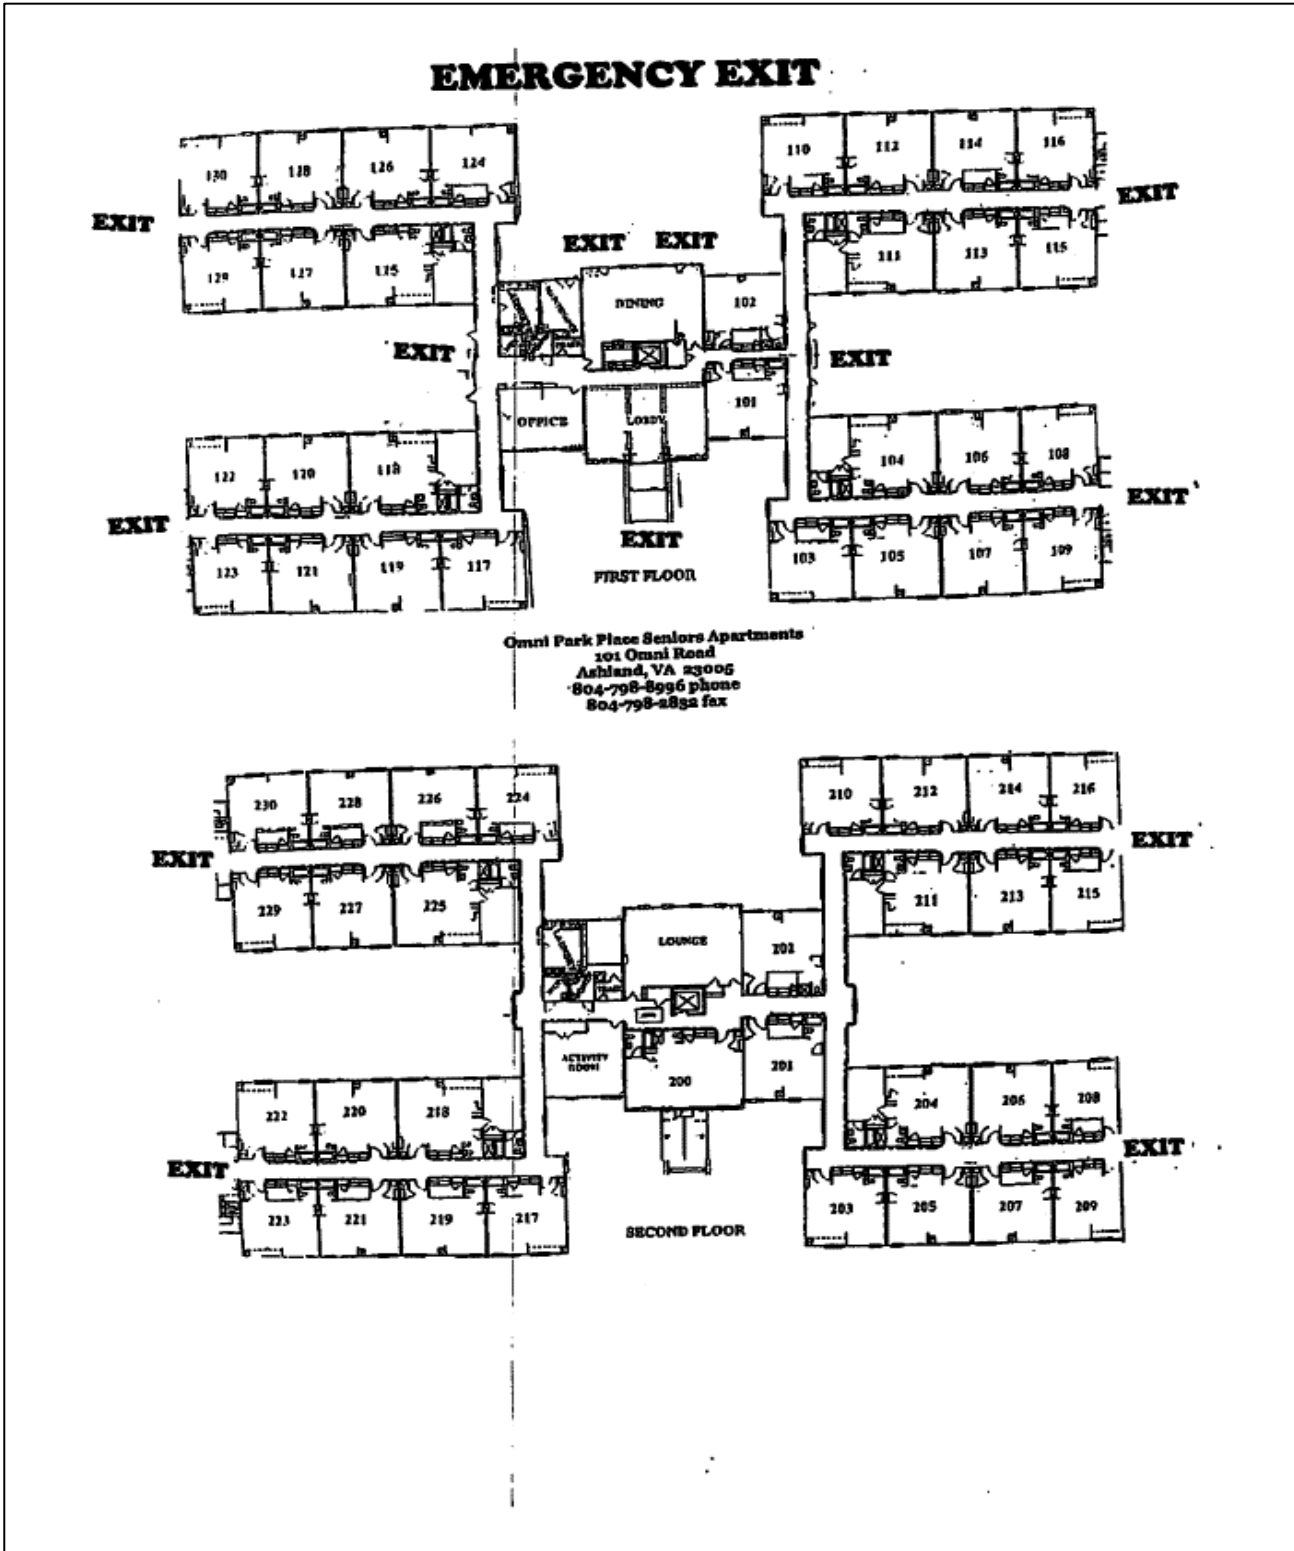 EMERGENCY EXIT
130 128 126 124
110 112 114 116
EXIT
EXIT
129 127 125
EXIT EXIT
111 113 115
DINING
102
EXIT
EXIT
101
OFFICE
LOBBY
122 120 118
104 106 108
EXIT
EXIT
EXIT
123 121 119 117
103 105 107 109
FIRST FLOOR
Omni Park Place Seniors Apartments
101 Omni Road
Ashland, VA 23005
804-798-8996 phone
804-798-2832 fax
230 228 226 224
210 212 214 216
EXIT
EXIT
229 227 225
211 213 215
LOUNGE
202
ACTIVITY
ROOM
200
201
222 220 218
204 206 208
EXIT
EXIT
223 221 219 217
203 205 207 209
SECOND FLOOR